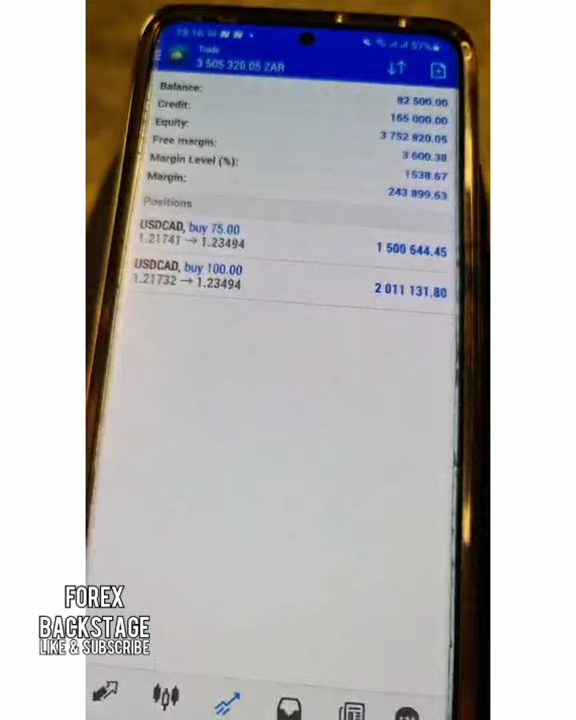 13:16
57%
Trade
3 505 320.05 ZAR
Balance: 82 500.00
Credit: 165 000.00
Equity: 3 752 820.05
Free margin: 3 600.38
Margin Level (%): 1538.67
Margin: 243 899.63
Positions
USDCAD, buy 75.00
1.21741 → 1.23494 1 500 644.45
USDCAD, buy 100.00
1.21732 → 1.23494 2 011 131.80
FOREX
BACKSTAGE
LIKE & SUBSCRIBE